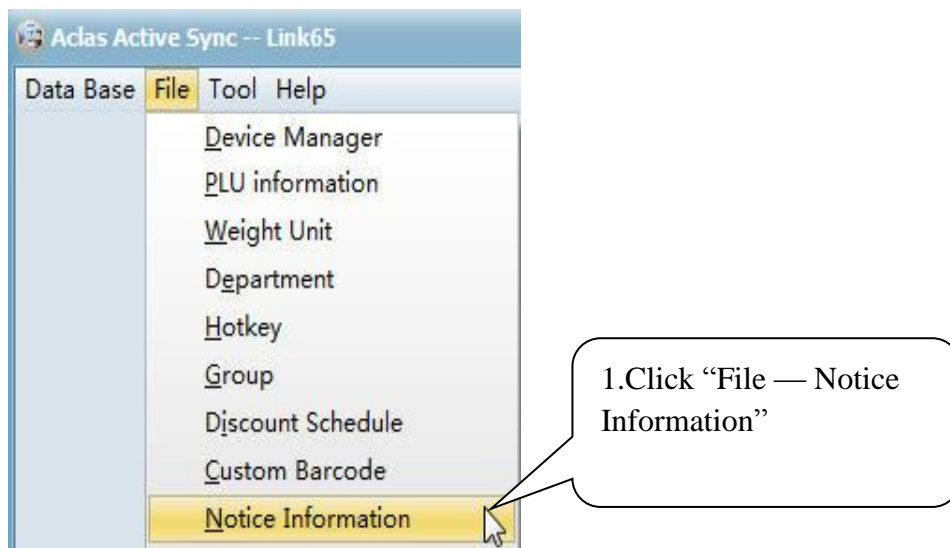 Aclas Active Sync -- Link65
Data Base File Tool Help
Device Manager
PLU information
Weight Unit
Department
Hotkey
Group
Discount Schedule
Custom Barcode
Notice Information
1.Click “File — Notice
Information”